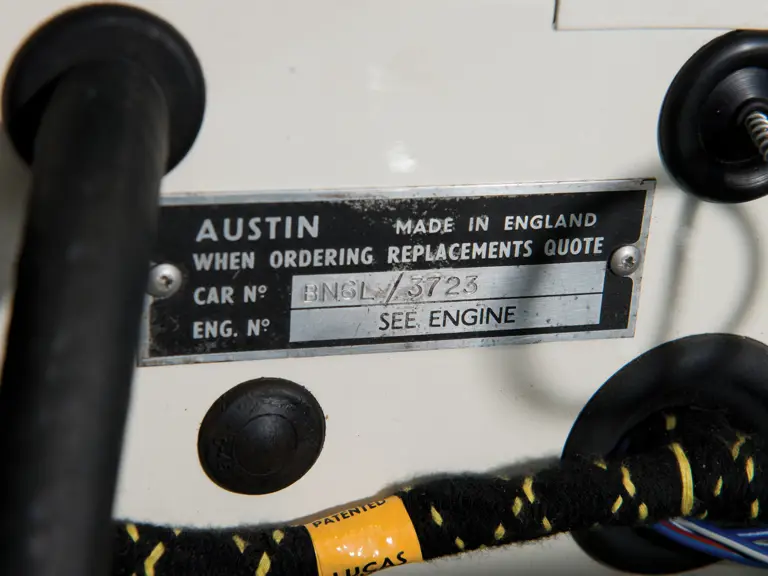 AUSTIN MADE IN ENGLAND
WHEN ORDERING REPLACEMENTS QUOTE
CAR Nº BN6L/3723
ENG. Nº SEE ENGINE
PATENTED
LUCAS